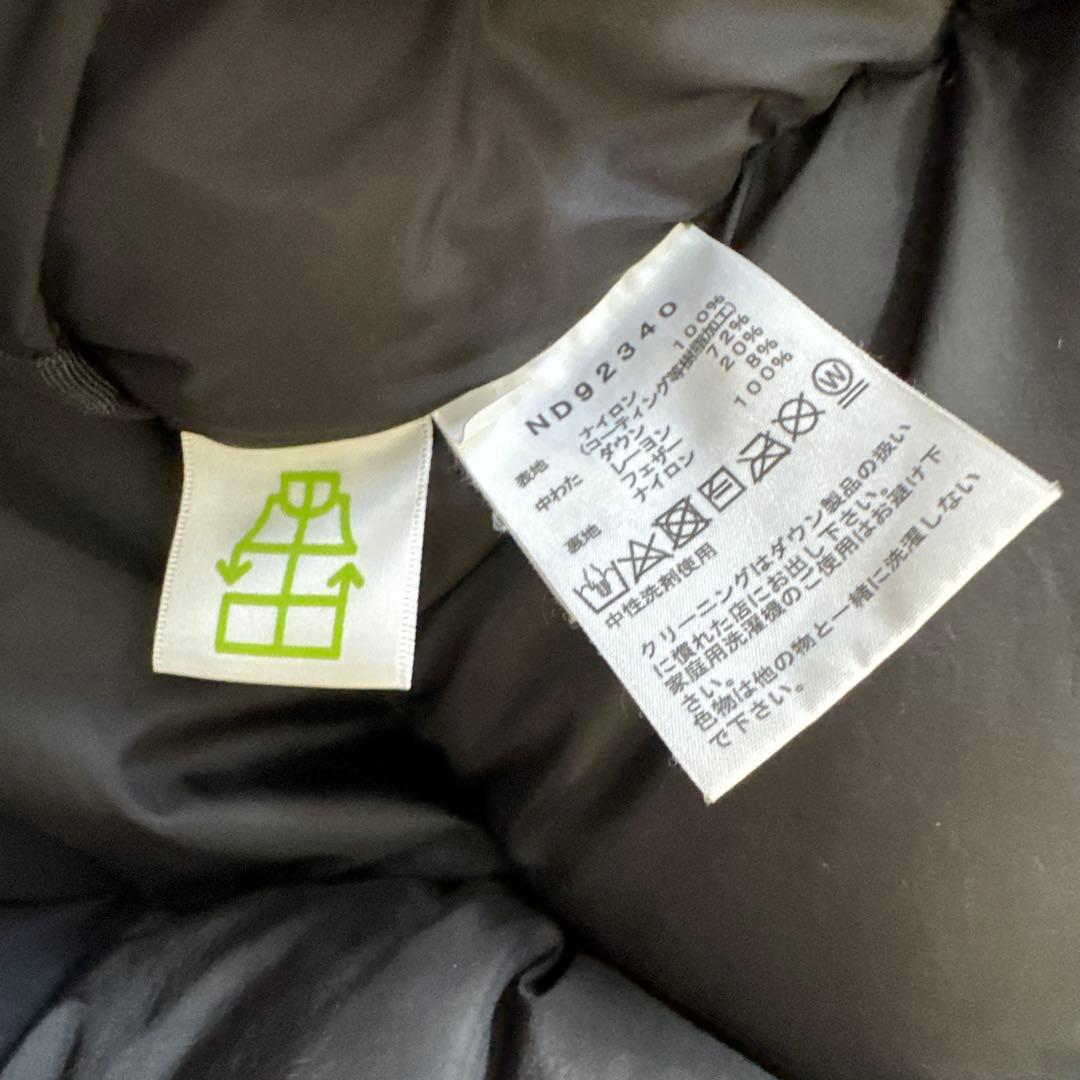 ND92340
表地 ナイロン 100%
(コーティング等樹脂加工)
中わた ダウン 72%
レーヨン 20%
フェザー 8%
裏地 ナイロン 100%
W
中性洗剤使用
クリーニングはダウン製品の扱い
に慣れた店にお出し下さい。
家庭用洗濯機のご使用はお避け下
さい。
色物は他の物と一緒に洗濯しない
で下さい。